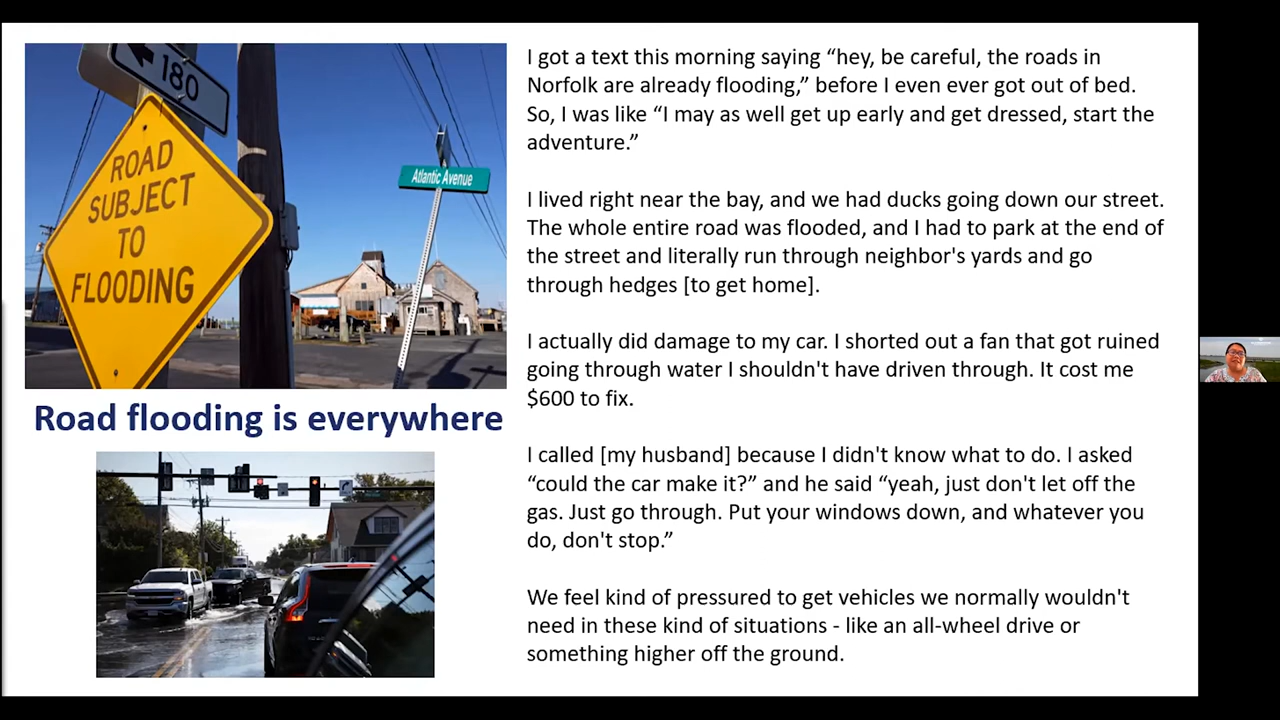 180
ROAD
SUBJECT
TO
FLOODING
Atlantic Avenue
Road flooding is everywhere
I got a text this morning saying “hey, be careful, the roads in
Norfolk are already flooding,” before I even ever got out of bed.
So, I was like “I may as well get up early and get dressed, start the
adventure.”
I lived right near the bay, and we had ducks going down our street.
The whole entire road was flooded, and I had to park at the end of
the street and literally run through neighbor's yards and go
through hedges [to get home].
I actually did damage to my car. I shorted out a fan that got ruined
going through water I shouldn't have driven through. It cost me
$600 to fix.
I called [my husband] because I didn't know what to do. I asked
“could the car make it?” and he said “yeah, just don't let off the
gas. Just go through. Put your windows down, and whatever you
do, don't stop.”
We feel kind of pressured to get vehicles we normally wouldn't
need in these kind of situations - like an all-wheel drive or
something higher off the ground.